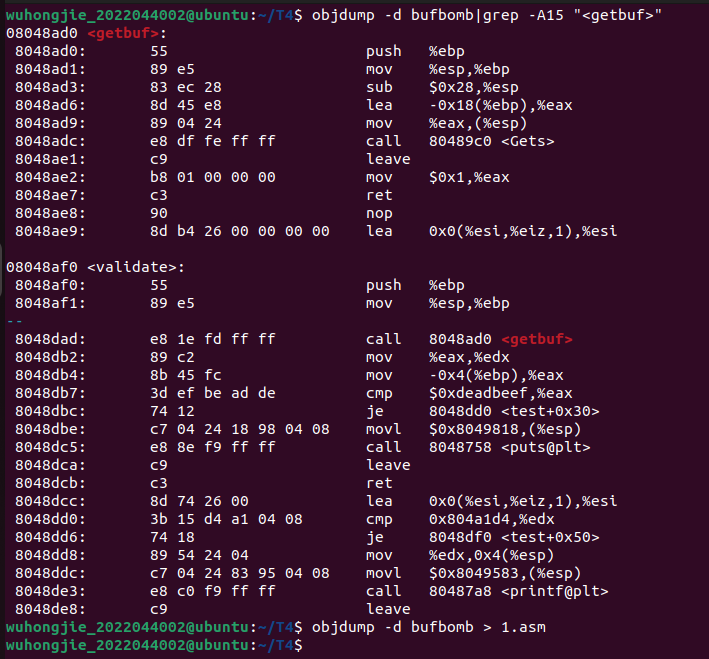 wuhongjie_2022044002@ubuntu:~/T4$ objdump -d bufbomb|grep -A15 "<getbuf>"
08048ad0 <getbuf>:
 8048ad0:	55	push %ebp
 8048ad1:	89 e5	mov %esp,%ebp
 8048ad3:	83 ec 28	sub $0x28,%esp
 8048ad6:	8d 45 e8	lea -0x18(%ebp),%eax
 8048ad9:	89 04 24	mov %eax,(%esp)
 8048adc:	e8 df fe ff ff	call 80489c0 <Gets>
 8048ae1:	c9	leave
 8048ae2:	b8 01 00 00 00	mov $0x1,%eax
 8048ae7:	c3	ret
 8048ae8:	90	nop
 8048ae9:	8d b4 26 00 00 00 00	lea 0x0(%esi,%eiz,1),%esi
08048af0 <validate>:
 8048af0:	55	push %ebp
 8048af1:	89 e5	mov %esp,%ebp
--
 8048dad:	e8 1e fd ff ff	call 8048ad0 <getbuf>
 8048db2:	89 c2	mov %eax,%edx
 8048db4:	8b 45 fc	mov -0x4(%ebp),%eax
 8048db7:	3d ef be ad de	cmp $0xdeadbeef,%eax
 8048dbc:	74 12	je 8048dd0 <test+0x30>
 8048dbe:	c7 04 24 18 98 04 08	movl $0x8049818,(%esp)
 8048dc5:	e8 8e f9 ff ff	call 8048758 <puts@plt>
 8048dca:	c9	leave
 8048dcb:	c3	ret
 8048dcc:	8d 74 26 00	lea 0x0(%esi,%eiz,1),%esi
 8048dd0:	3b 15 d4 a1 04 08	cmp 0x804a1d4,%edx
 8048dd6:	74 18	je 8048df0 <test+0x50>
 8048dd8:	89 54 24 04	mov %edx,0x4(%esp)
 8048ddc:	c7 04 24 83 95 04 08	movl $0x8049583,(%esp)
 8048de3:	e8 c0 f9 ff ff	call 80487a8 <printf@plt>
 8048de8:	c9	leave
wuhongjie_2022044002@ubuntu:~/T4$ objdump -d bufbomb > 1.asm
wuhongjie_2022044002@ubuntu:~/T4$